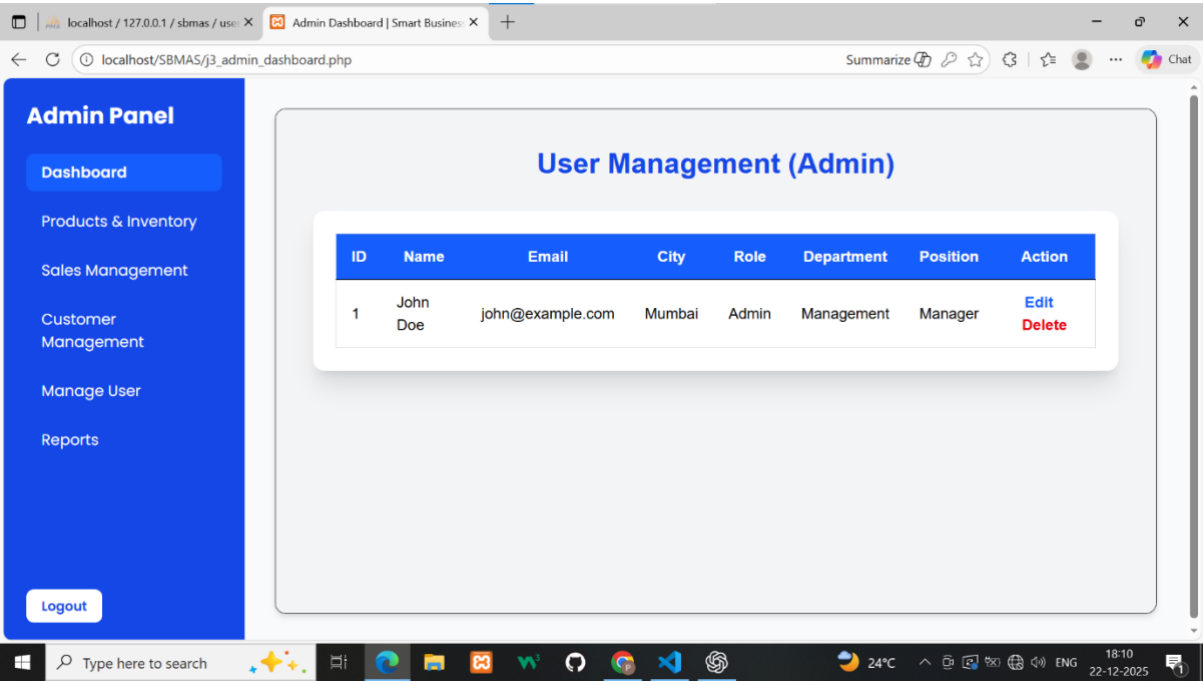 localhost / 127.0.0.1 / sbmas / use
Admin Dashboard | Smart Busines
localhost/SBMAS/j3_admin_dashboard.php
Summarize
Chat
Admin Panel
Dashboard
Products & Inventory
Sales Management
Customer
Management
Manage User
Reports
Logout
User Management (Admin)
ID Name Email City Role Department Position Action
1 John Doe john@example.com Mumbai Admin Management Manager Edit Delete
Type here to search
24°C
ENG
18:10
22-12-2025
1